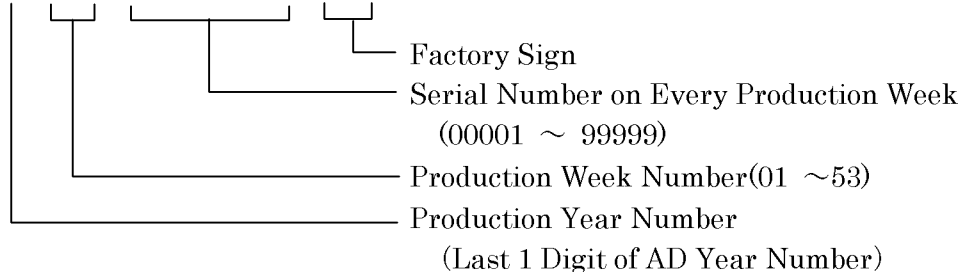 Factory Sign
Serial Number on Every Production Week
(00001 ～ 99999)
Production Week Number(01 ～53)
Production Year Number
(Last 1 Digit of AD Year Number)